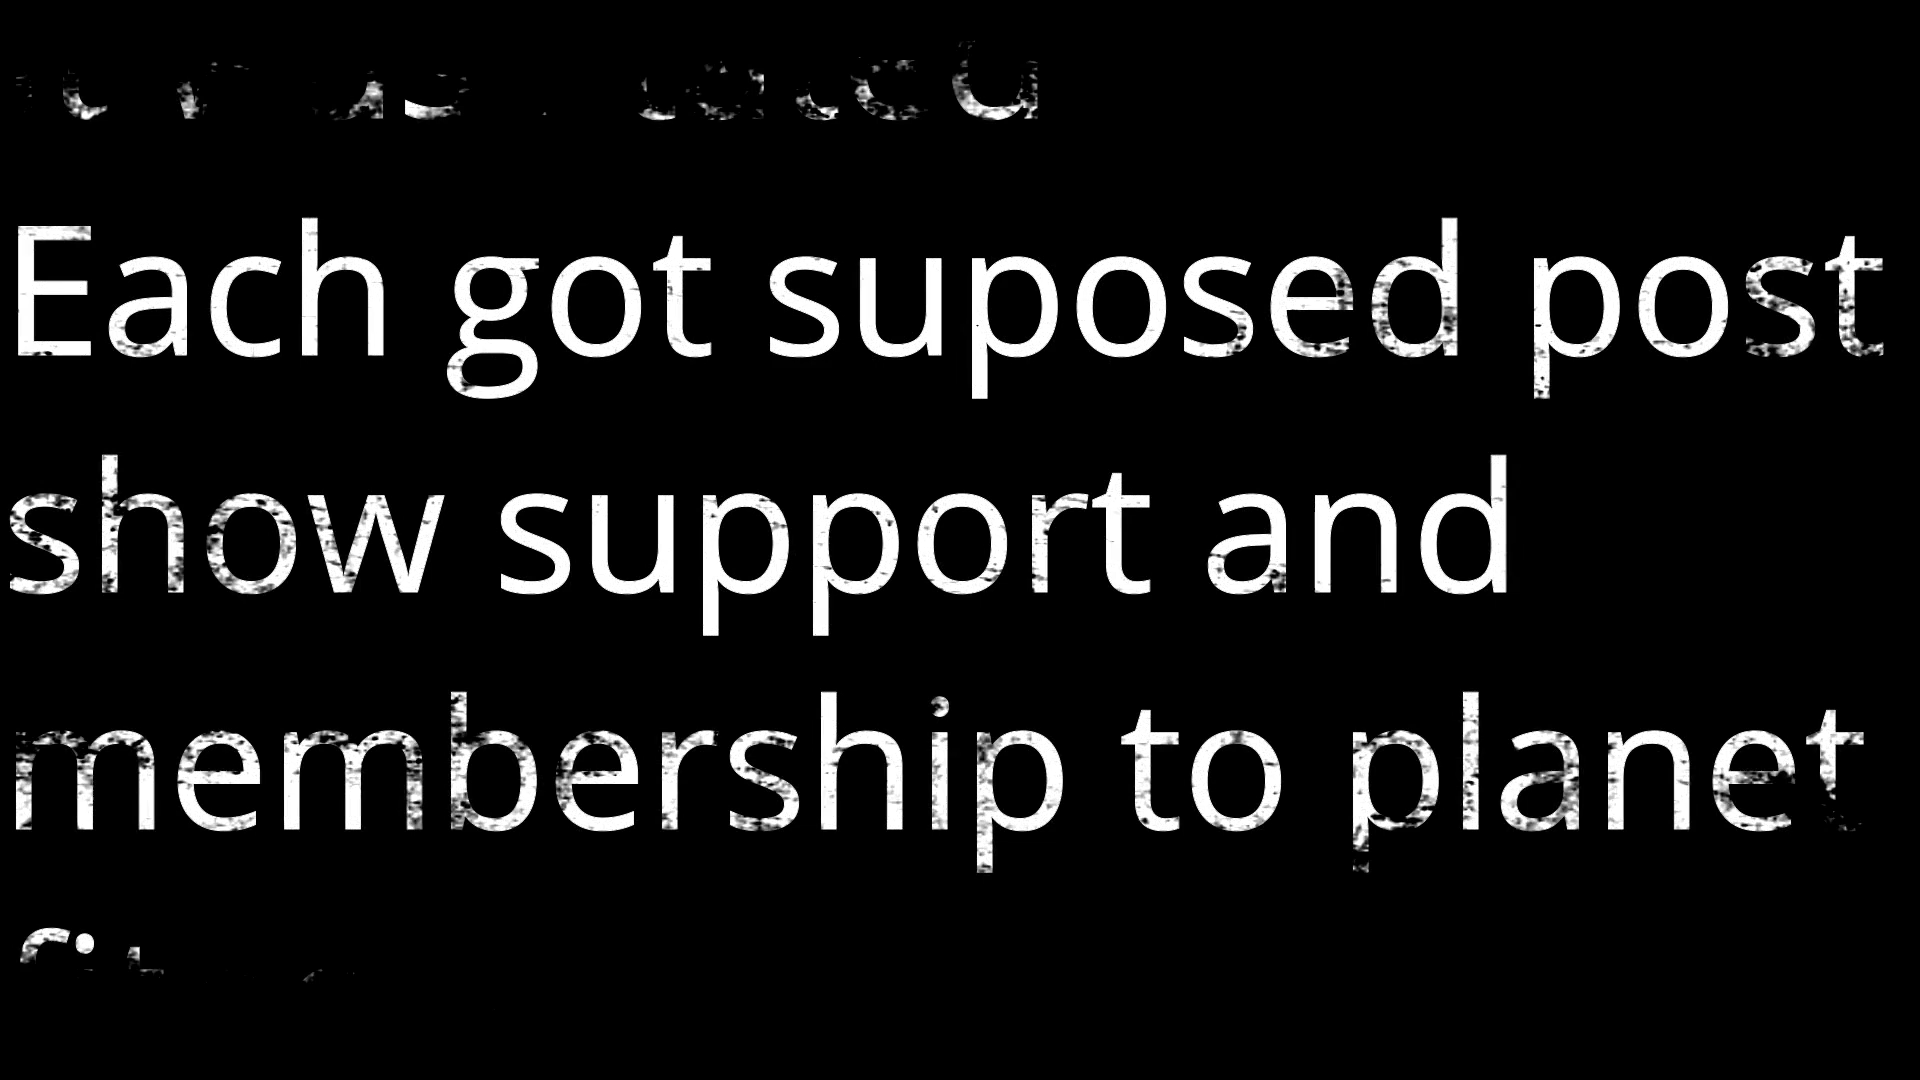 Each got suposed post
show support and
membership to planet